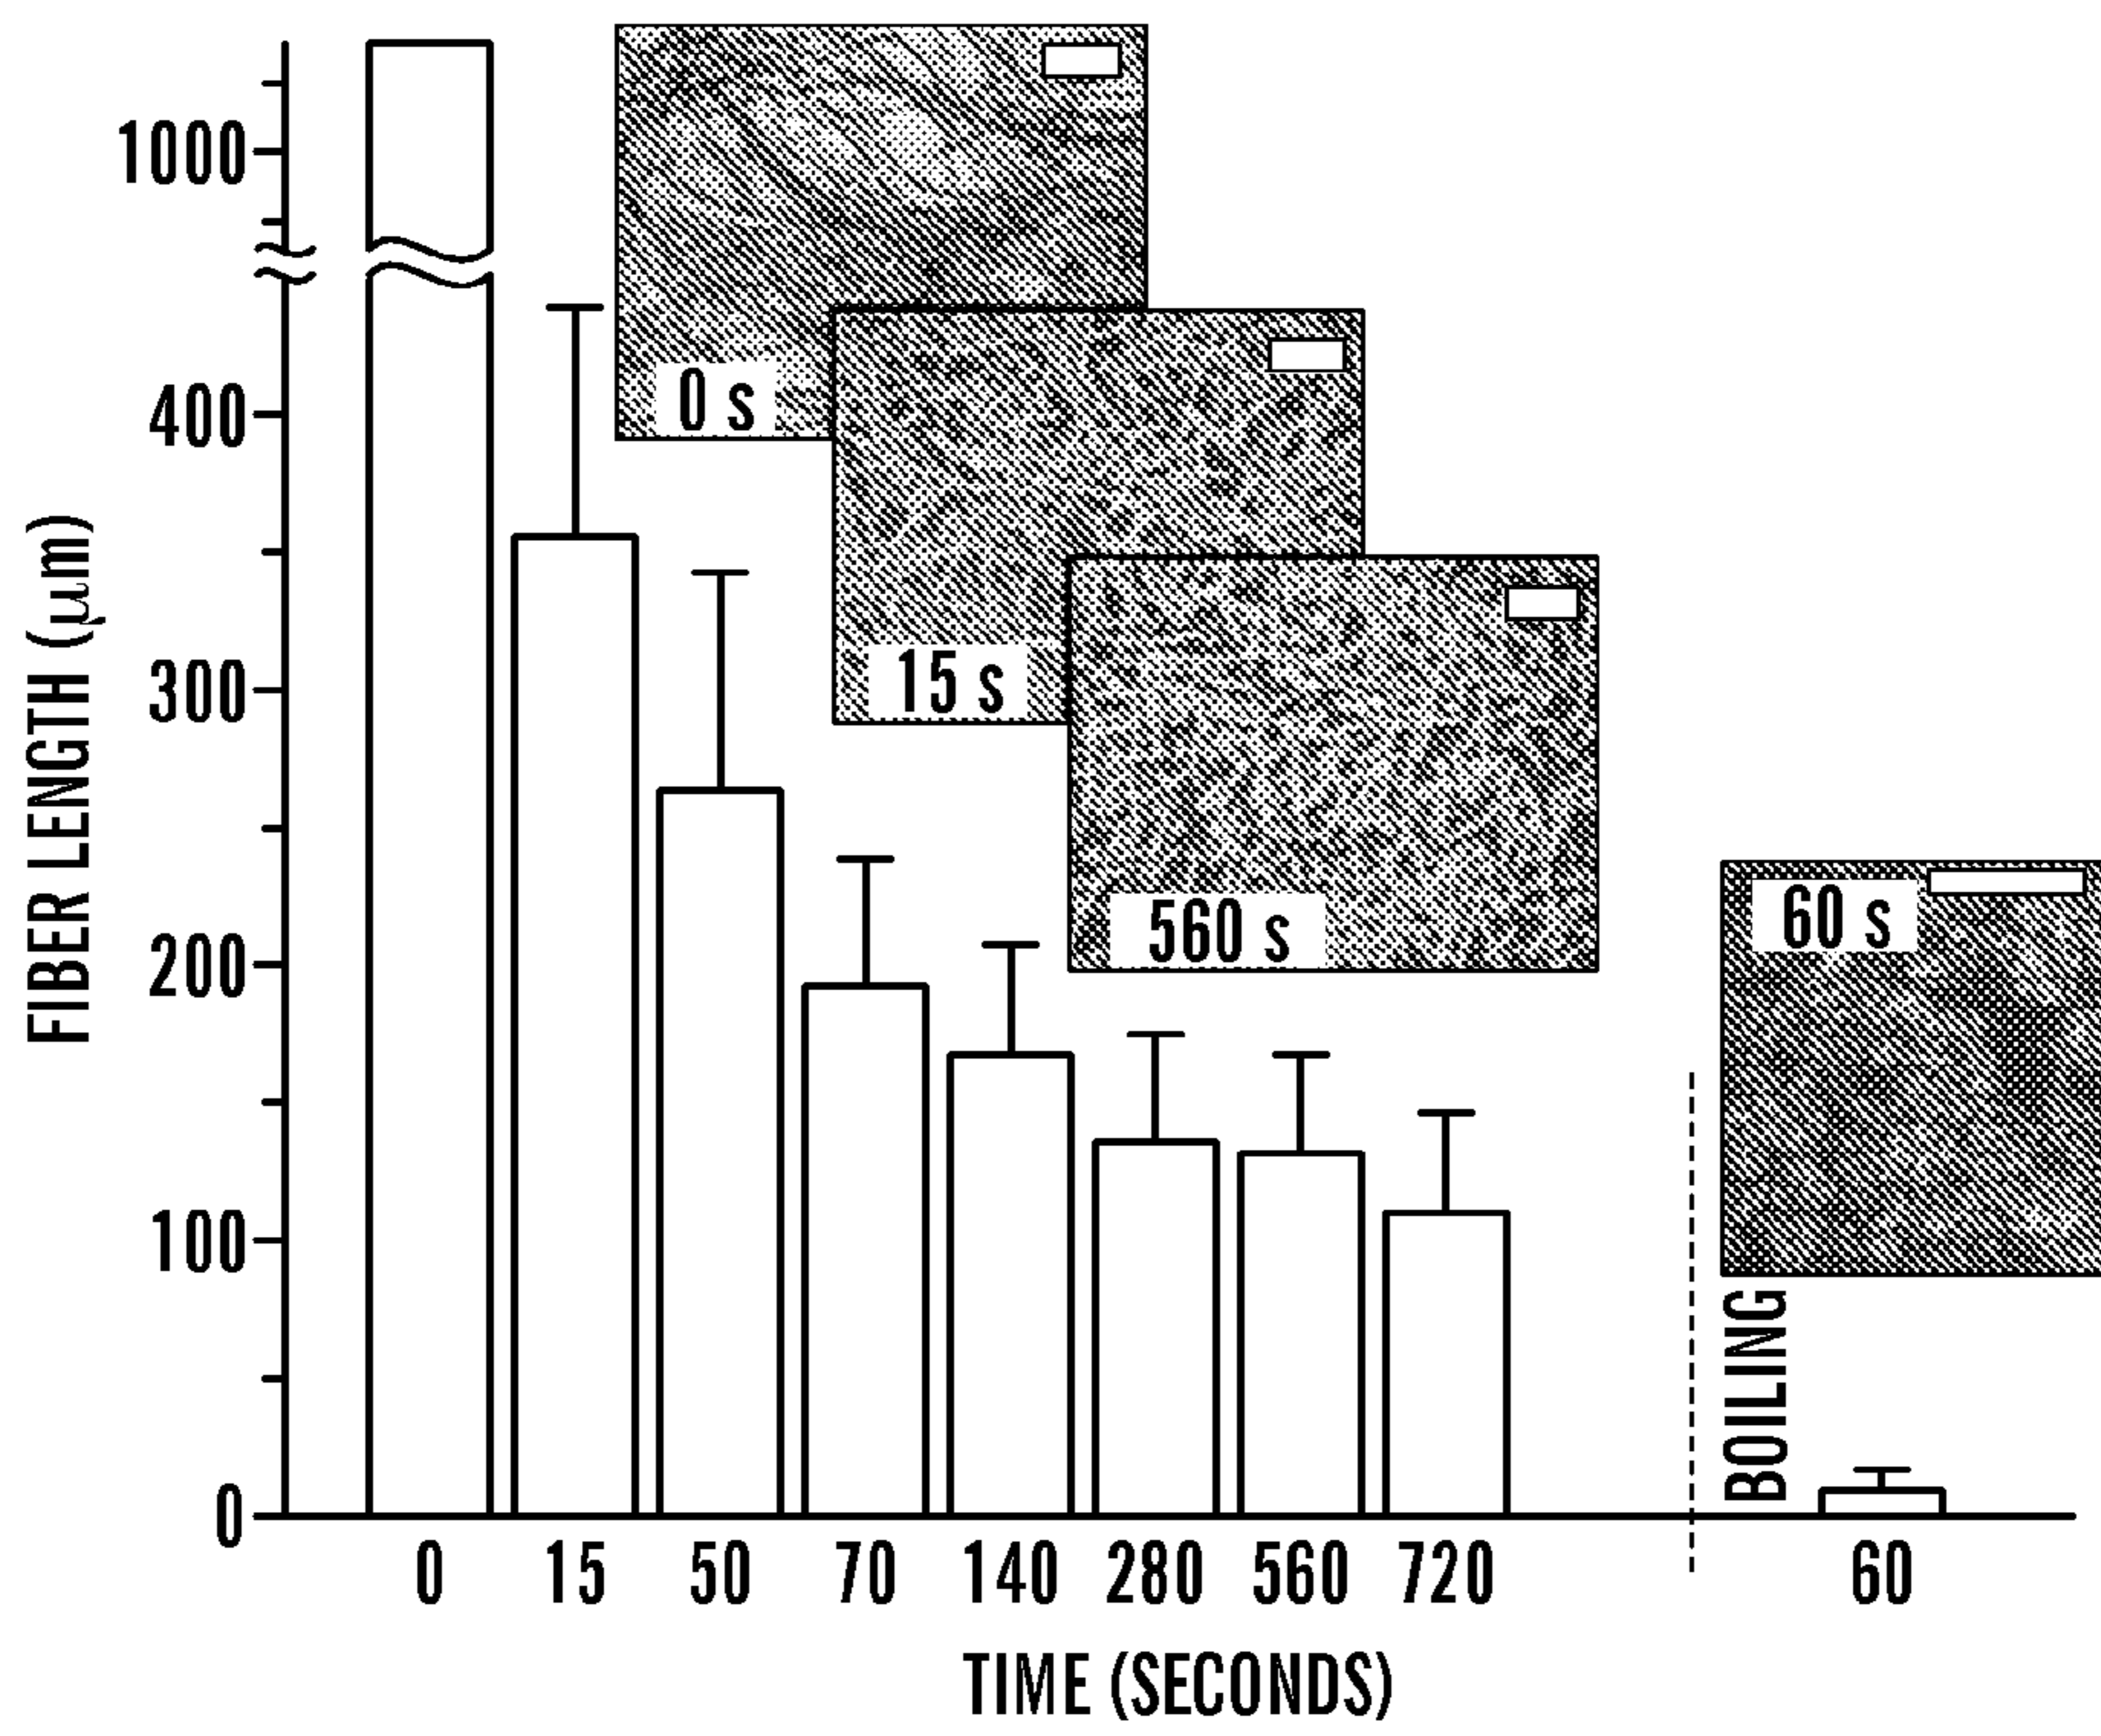 FIBER LENGTH (μm)
1000
400
300
200
100
0
0 s
15 s
560 s
60 s
BOILING
0 15 50 70 140 280 560 720 60
TIME (SECONDS)